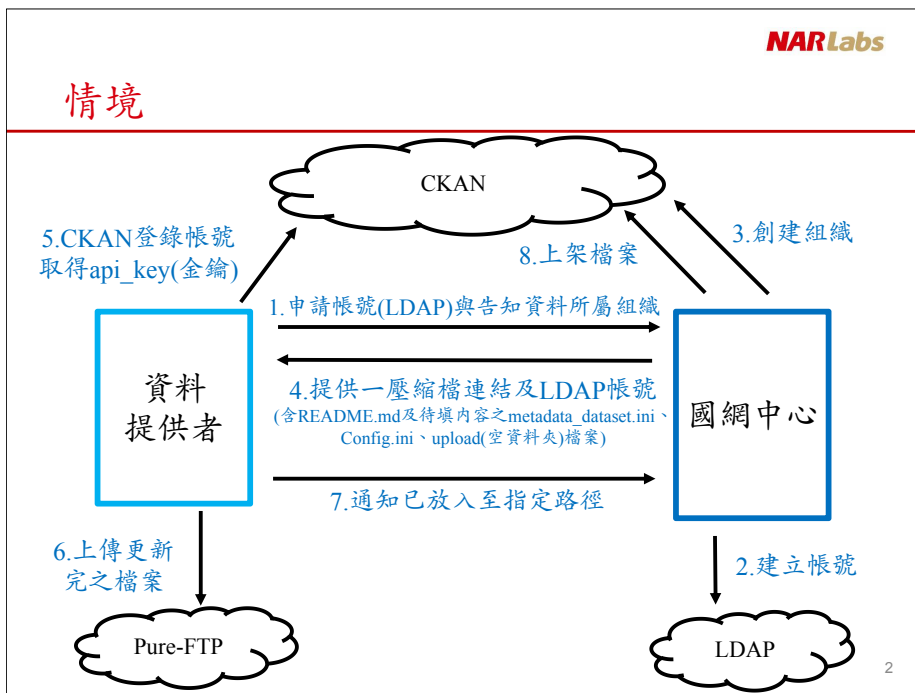 NARLabs
情境
CKAN
5.CKAN登錄帳號
取得api_key(金鑰)
3.創建組織
8.上架檔案
1.申請帳號(LDAP)與告知資料所屬組織
資料
提供者
4.提供一壓縮檔連結及LDAP帳號
(含README.md及待填內容之metadata_dataset.ini、
Config.ini、upload(空資料夾)檔案)
國網中心
7.通知已放入至指定路徑
6.上傳更新
完之檔案
2.建立帳號
Pure-FTP
LDAP
2